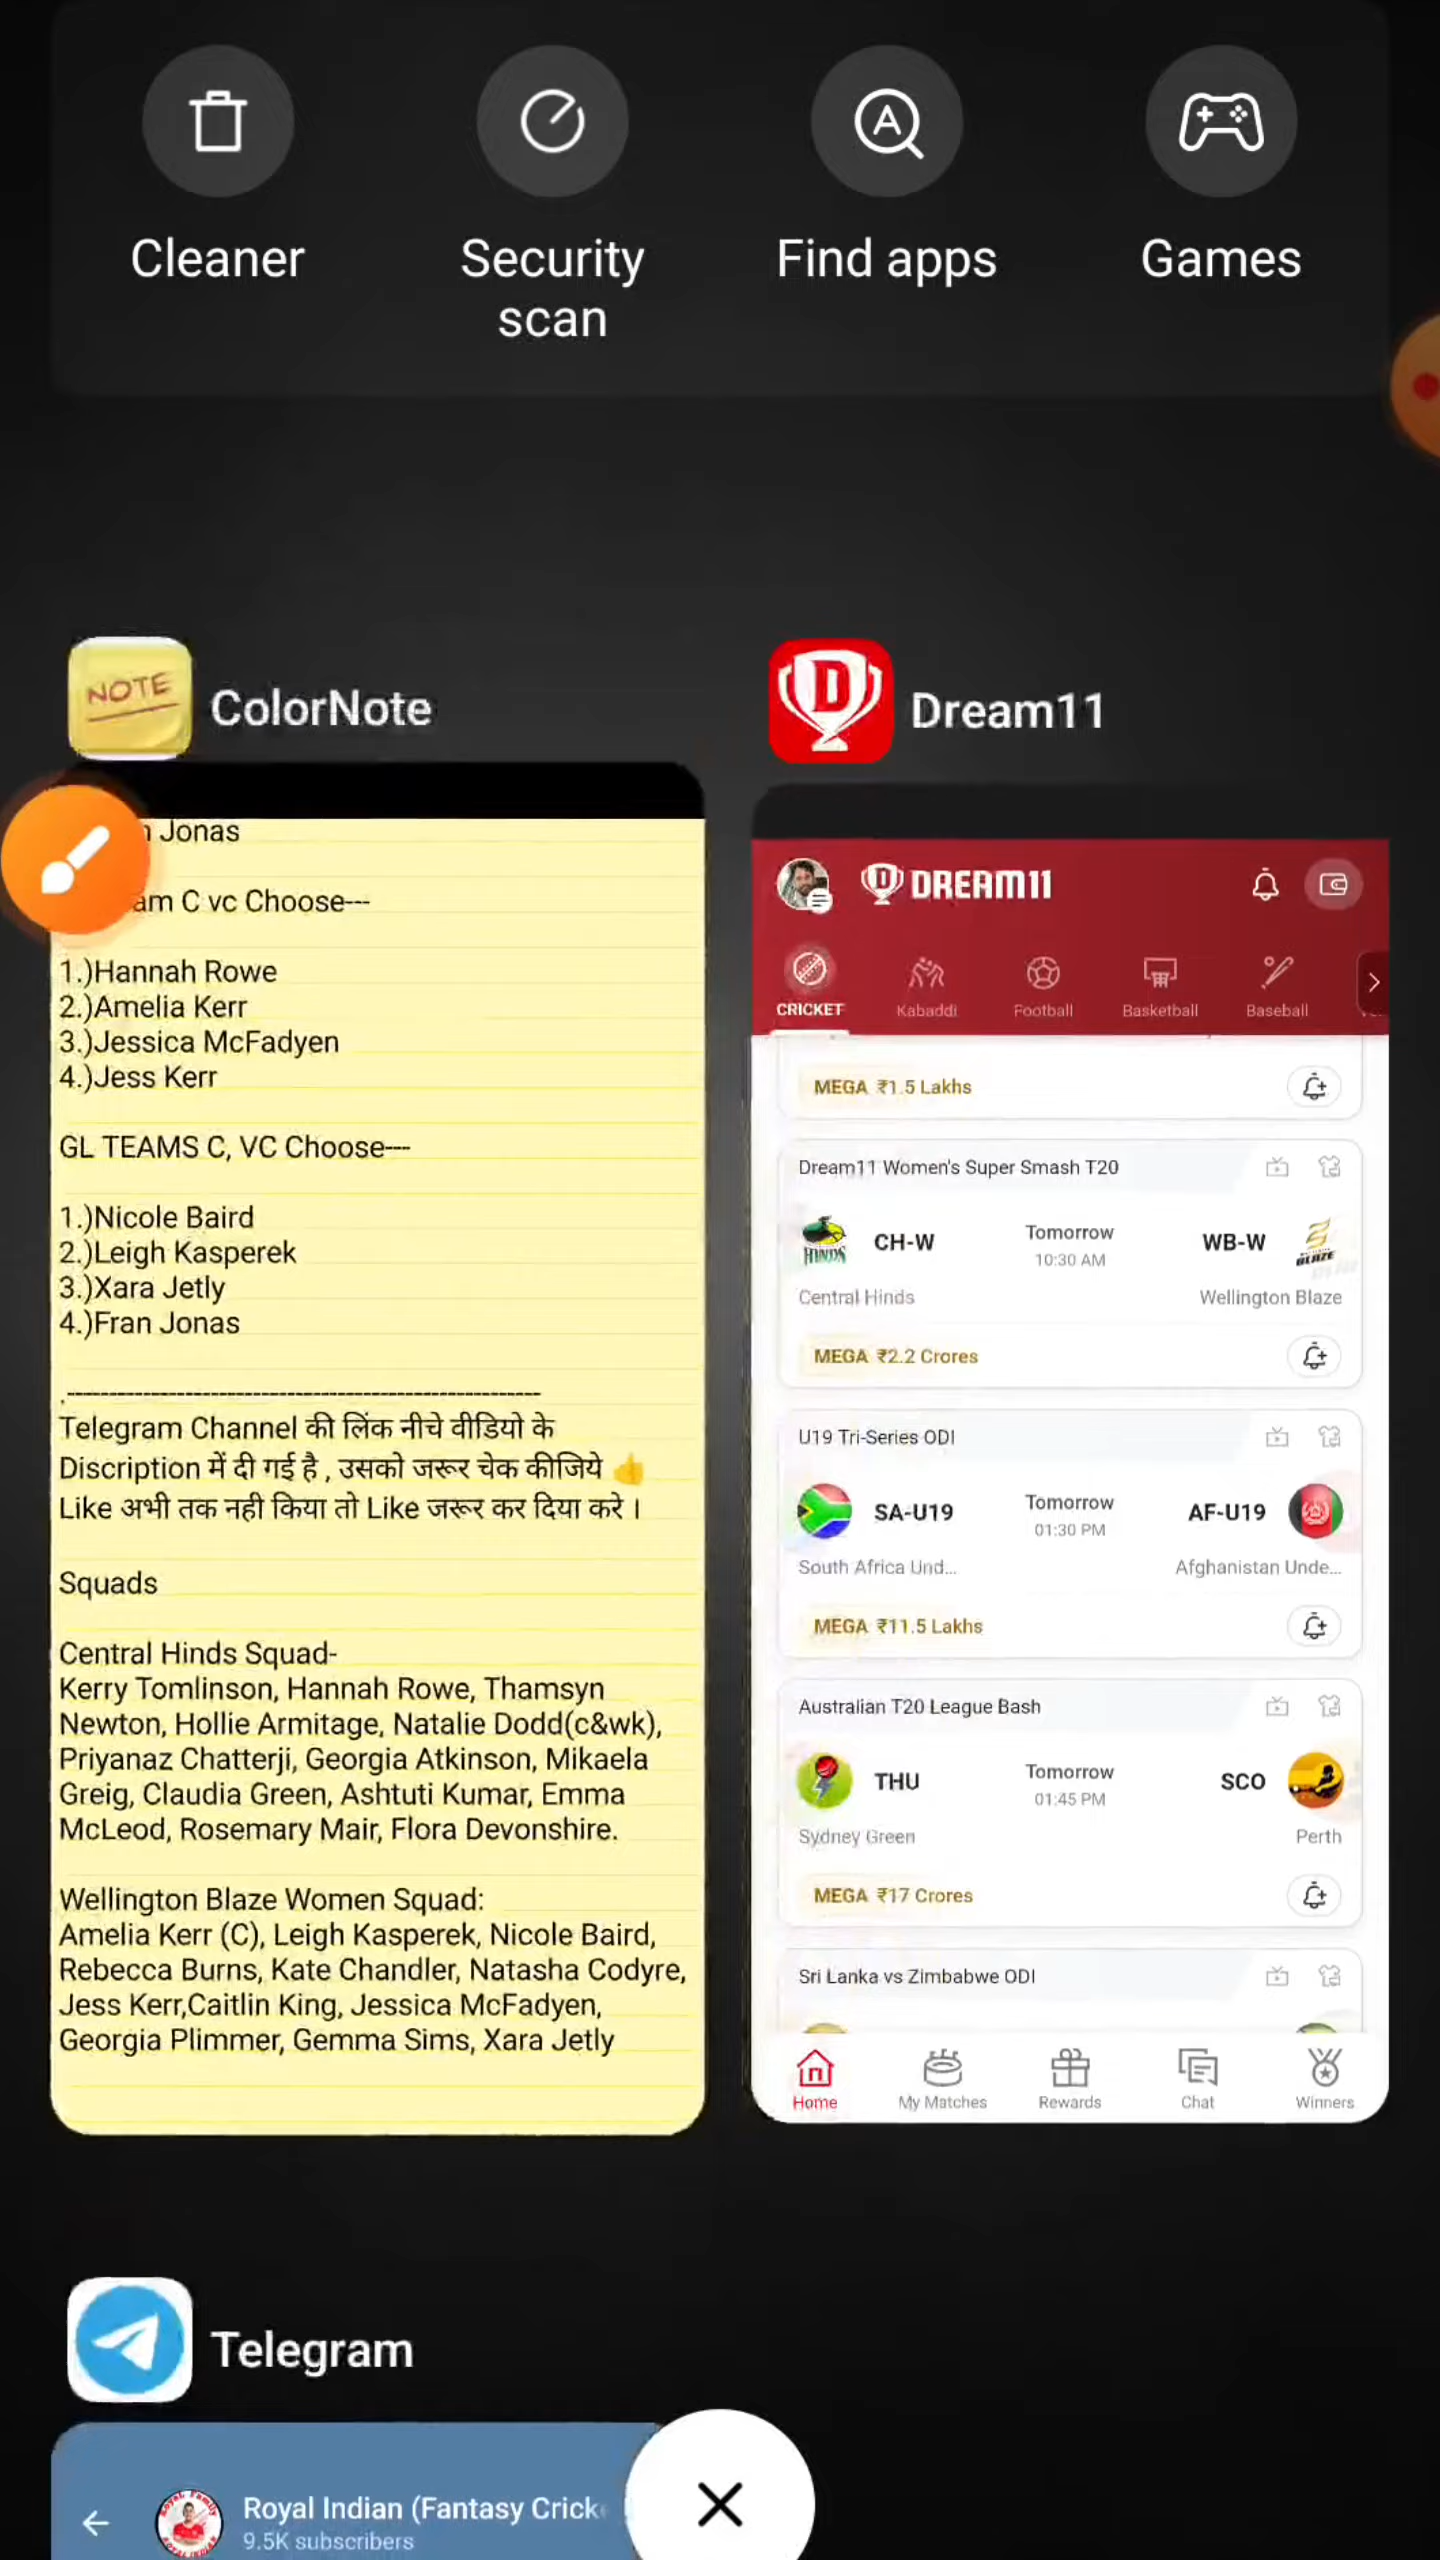 Cleaner
Security
scan
Find apps
Games
NOTE
ColorNote
Jonas
am C vc Choose---
1.)Hannah Rowe
2.)Amelia Kerr
3.)Jessica McFadyen
4.)Jess Kerr
GL TEAMS C, VC Choose---
1.)Nicole Baird
2.)Leigh Kasperek
3.)Xara Jetly
4.)Fran Jonas
.------------------------------------------------------
Telegram Channel की लिंक नीचे वीडियो के
Discription में दी गई है , उसको जरूर चेक कीजिये 👍
Like अभी तक नही किया तो Like जरूर कर दिया करे ।
Squads
Central Hinds Squad-
Kerry Tomlinson, Hannah Rowe, Thamsyn
Newton, Hollie Armitage, Natalie Dodd(c&wk),
Priyanaz Chatterji, Georgia Atkinson, Mikaela
Greig, Claudia Green, Ashtuti Kumar, Emma
McLeod, Rosemary Mair, Flora Devonshire.
Wellington Blaze Women Squad:
Amelia Kerr (C), Leigh Kasperek, Nicole Baird,
Rebecca Burns, Kate Chandler, Natasha Codyre,
Jess Kerr,Caitlin King, Jessica McFadyen,
Georgia Plimmer, Gemma Sims, Xara Jetly
Dream11
DREAM11
CRICKET
Kabaddi
Football
Basketball
Baseball
MEGA ₹1.5 Lakhs
Dream11 Women's Super Smash T20
HINDS
CH-W
Tomorrow
10:30 AM
WB-W
BLAZE
Central Hinds
Wellington Blaze
MEGA ₹2.2 Crores
U19 Tri-Series ODI
SA-U19
Tomorrow
01:30 PM
AF-U19
South Africa Und...
Afghanistan Unde...
MEGA ₹11.5 Lakhs
Australian T20 League Bash
THU
Tomorrow
01:45 PM
SCO
Sydney Green
Perth
MEGA ₹17 Crores
Sri Lanka vs Zimbabwe ODI
Home
My Matches
Rewards
Chat
Winners
Telegram
Royal Indian (Fantasy Crick
9.5K subscribers